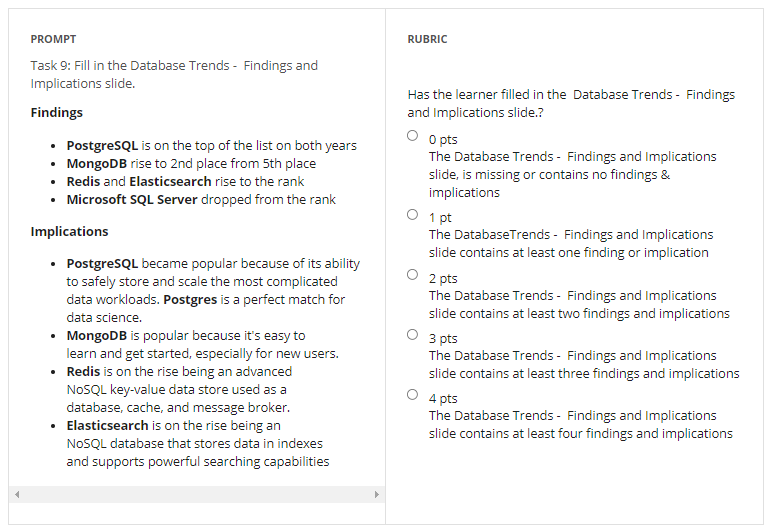 PROMPT
Task 9: Fill in the Database Trends -  Findings and
Implications slide.
Findings
• PostgreSQL is on the top of the list on both years
• MongoDB rise to 2nd place from 5th place
• Redis and Elasticsearch rise to the rank
• Microsoft SQL Server dropped from the rank
Implications
• PostgreSQL became popular because of its ability
to safely store and scale the most complicated
data workloads. Postgres is a perfect match for
data science.
• MongoDB is popular because it's easy to
learn and get started, especially for new users.
• Redis is on the rise being an advanced
NoSQL key-value data store used as a
database, cache, and message broker.
• Elasticsearch is on the rise being an
NoSQL database that stores data in indexes
and supports powerful searching capabilities
RUBRIC
Has the learner filled in the  Database Trends -  Findings
and Implications slide.?
0 pts
The Database Trends -  Findings and Implications
slide, is missing or contains no findings &
implications
1 pt
The DatabaseTrends -  Findings and Implications
slide contains at least one finding or implication
2 pts
The Database Trends -  Findings and Implications
slide contains at least two findings and implications
3 pts
The Database Trends -  Findings and Implications
slide contains at least three findings and implications
4 pts
The Database Trends -  Findings and Implications
slide contains at least four findings and implications